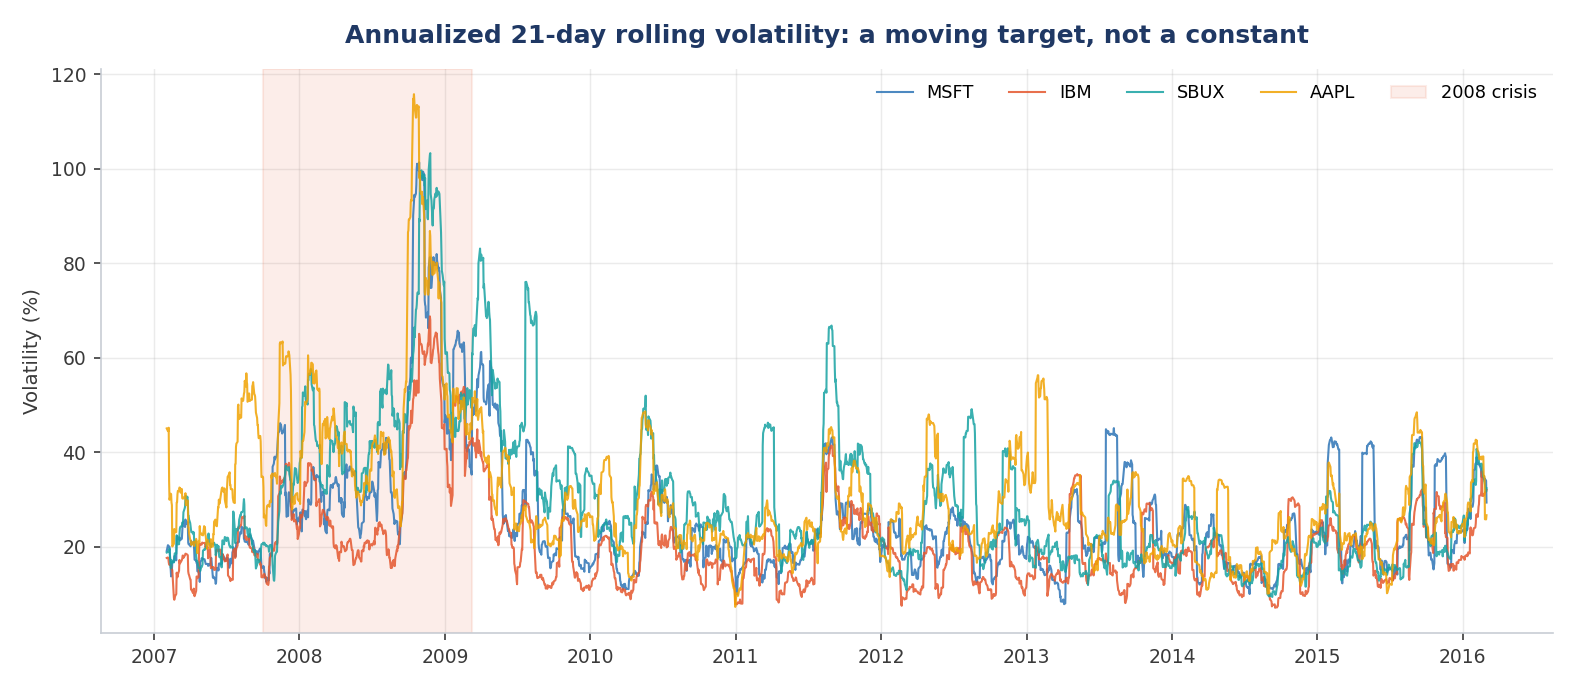 Annualized 21-day rolling volatility: a moving target, not a constant
MSFT IBM SBUX AAPL 2008 crisis
Volatility (%)
120
100
80
60
40
20
2007 2008 2009 2010 2011 2012 2013 2014 2015 2016